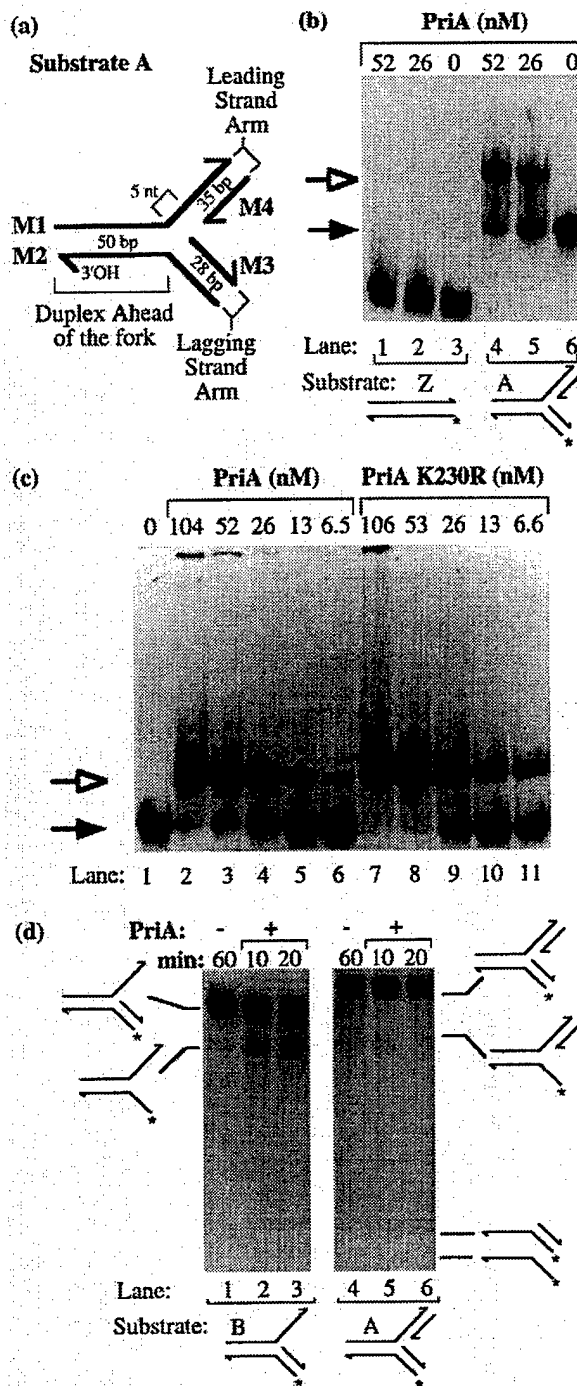 (a)
Substrate A
Leading
Strand
Arm
5 nt
35 bp
M1
M4
M2
50 bp
M3
3'OH
28 bp
Duplex Ahead
of the fork
Lagging
Strand
Arm
(b)
PriA (nM)
52 26 0 52 26 0
Lane: 1 2 3 4 5 6
Substrate: Z A
*
*
(c)
PriA (nM) PriA K230R (nM)
0 104 52 26 13 6.5 106 53 26 13 6.6
Lane: 1 2 3 4 5 6 7 8 9 10 11
(d)
PriA: - + - +
min: 60 10 20 60 10 20
*
*
*
*
*
*
Lane: 1 2 3 4 5 6
Substrate: B A
*
*